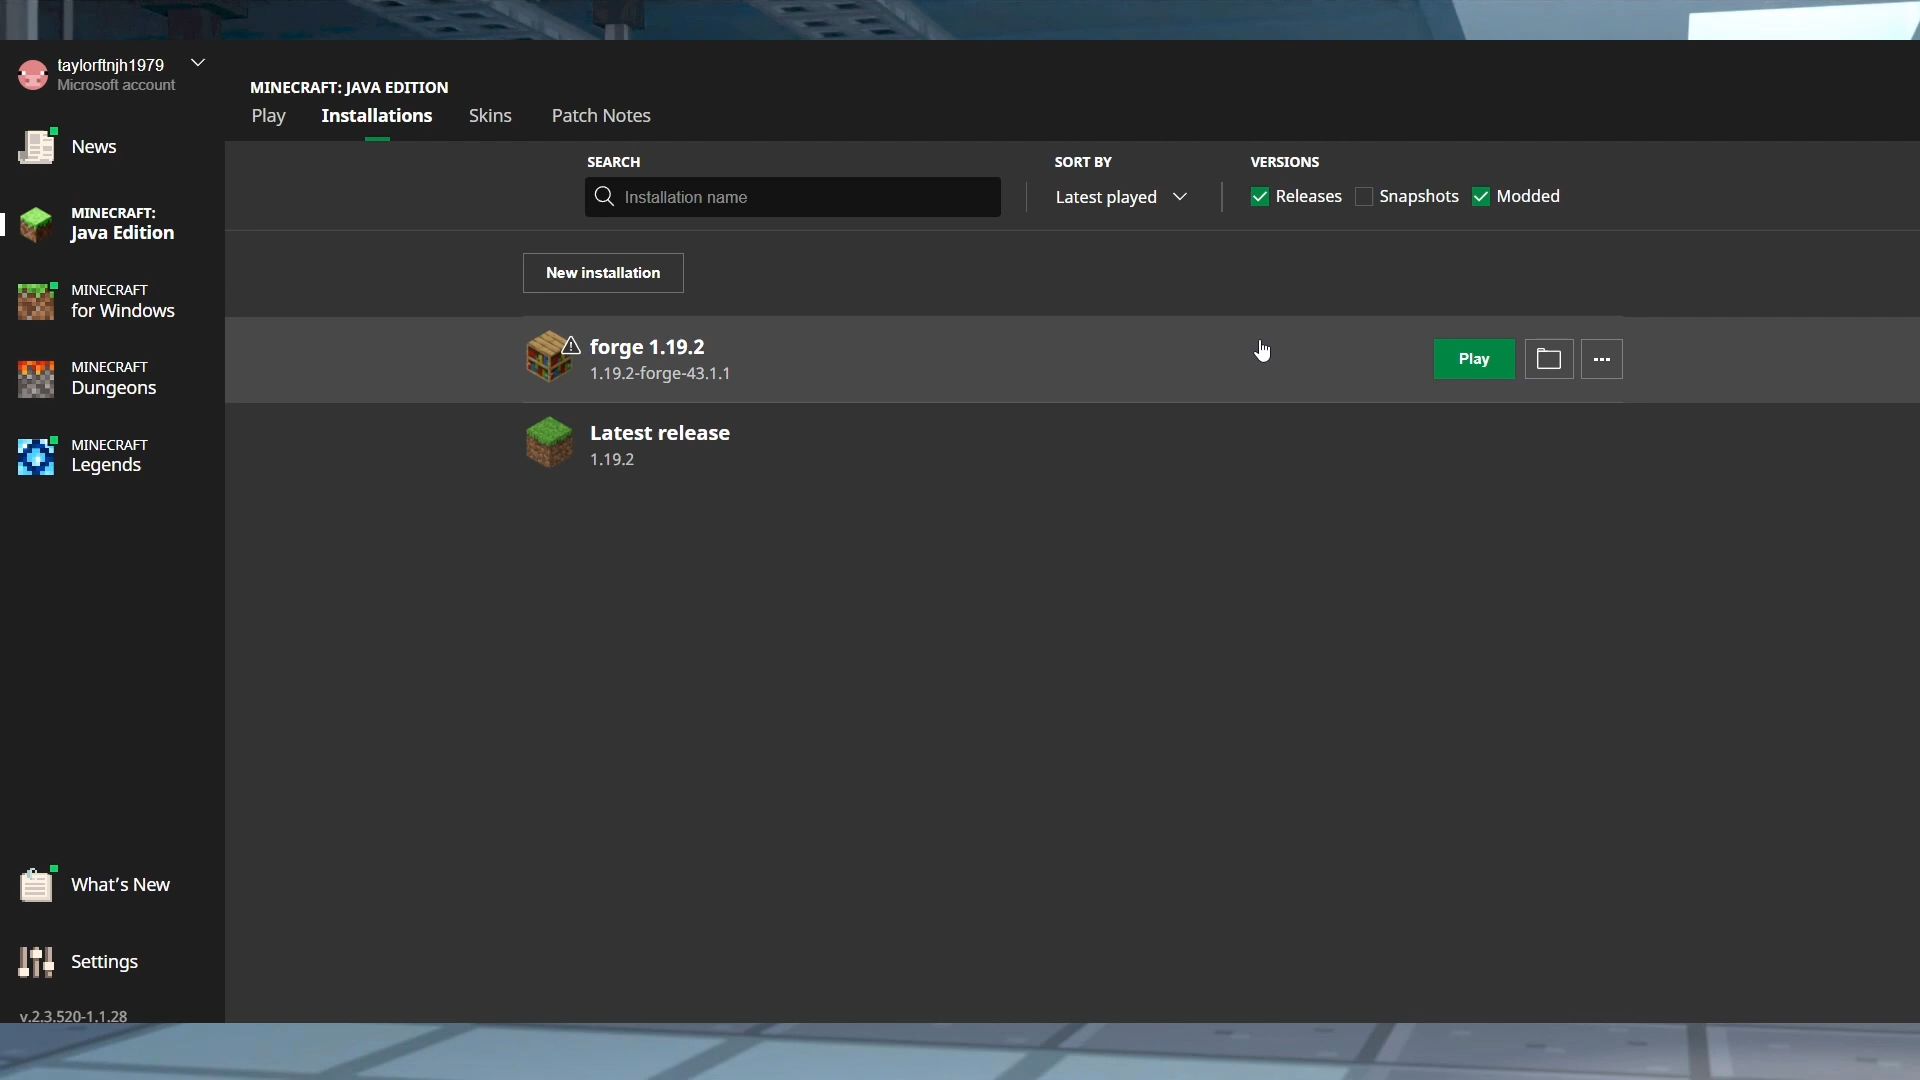 taylorftnjh1979
Microsoft account
News
MINECRAFT:
Java Edition
MINECRAFT
for Windows
MINECRAFT
Dungeons
MINECRAFT
Legends
What's New
Settings
v.2.3.520-1.1.28
MINECRAFT: JAVA EDITION
Play Installations Skins Patch Notes
SEARCH SORT BY VERSIONS
Installation name Latest played Releases Snapshots Modded
New installation
forge 1.19.2
1.19.2-forge-43.1.1
Play
Latest release
1.19.2